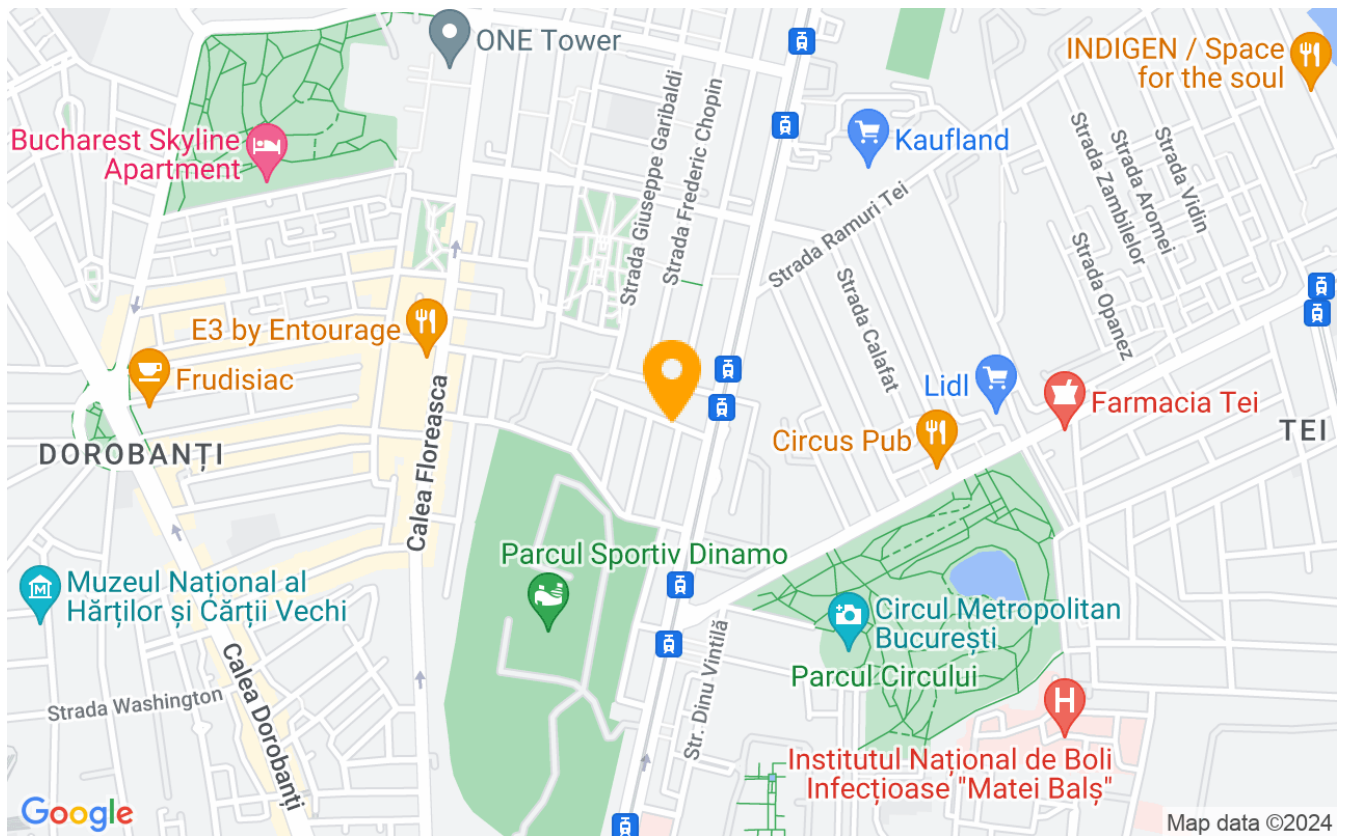 ONE Tower
INDIGEN / Space
for the soul
Bucharest Skyline
Apartment
Kaufland
Strada Giuseppe Garibaldi
Strada Frederic Chopin
Strada Ramuri Tei
Strada Zambilelor
Strada Aromei
Strada Vidin
Strada Opanez
Strada Calafat
E3 by Entourage
Frudisiac
Lidl
Farmacia Tei
Circus Pub
TEI
DOROBANȚI
Calea Floreasca
Parcul Sportiv Dinamo
Muzeul Național al
Hărților și Cărții Vechi
Circul Metropolitan
București
Parcul Circului
Str. Dinu Vintilă
Strada Washington
Calea Dorobanți
H
Institutul Național de Boli
Infecțioase "Matei Balș"
Google
Map data ©2024